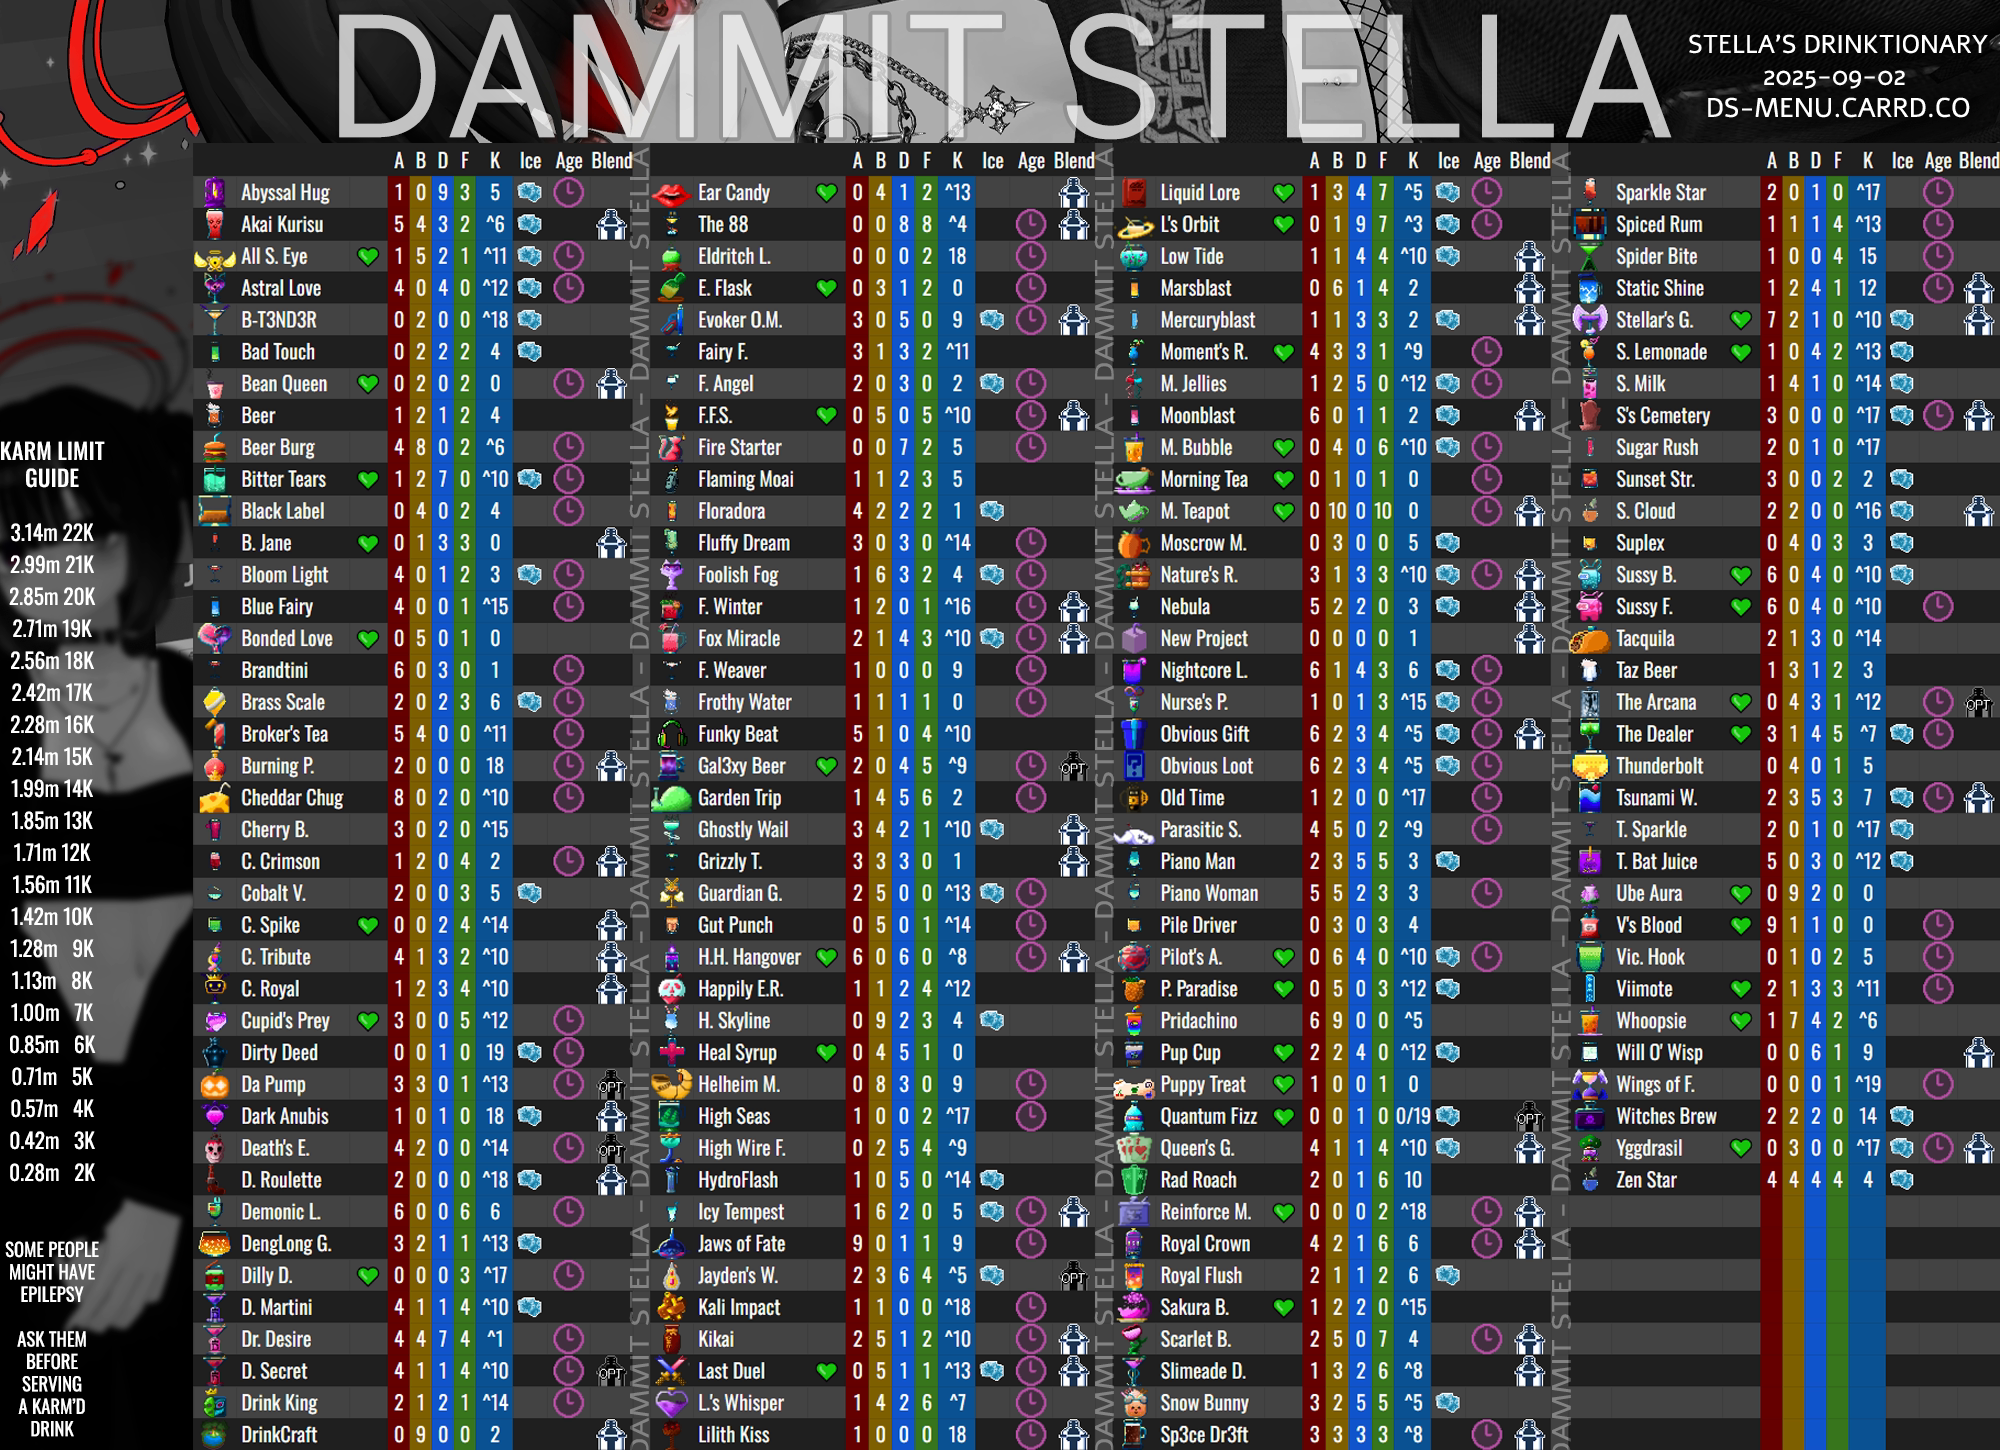 DAMMIT STELLA
STELLA'S DRINKTIONARY
2025-09-02
DS-MENU.CARRD.CO
KARM LIMIT
GUIDE
3.14m 22K
2.99m 21K
2.85m 20K
2.71m 19K
2.56m 18K
2.42m 17K
2.28m 16K
2.14m 15K
1.99m 14K
1.85m 13K
1.71m 12K
1.56m 11K
1.42m 10K
1.28m 9K
1.13m 8K
1.00m 7K
0.85m 6K
0.71m 5K
0.57m 4K
0.42m 3K
0.28m 2K
SOME PEOPLE
MIGHT HAVE
EPILEPSY
ASK THEM
BEFORE
SERVING
A KARM'D
DRINK
A B D F K Ice Age Blend
Abyssal Hug 1 0 9 3 5
Akai Kurisu 5 4 3 2 ^6
All S. Eye 1 5 2 1 ^11
Astral Love 4 0 4 0 ^12
B-T3ND3R 0 2 0 0 ^18
Bad Touch 0 2 2 2 4
Bean Queen 0 2 0 2 0
Beer 1 2 1 2 4
Beer Burg 4 8 0 2 ^6
Bitter Tears 1 2 7 0 ^10
Black Label 0 4 0 2 4
B. Jane 0 1 3 3 0
Bloom Light 4 0 1 2 3
Blue Fairy 4 0 0 1 ^15
Bonded Love 0 5 0 1 0
Brandtini 6 0 3 0 1
Brass Scale 2 0 2 3 6
Broker's Tea 5 4 0 0 ^11
Burning P. 2 0 0 0 18
Cheddar Chug 8 0 2 0 ^10
Cherry B. 3 0 2 0 ^15
C. Crimson 1 2 0 4 2
Cobalt V. 2 0 0 3 5
C. Spike 0 0 2 4 ^14
C. Tribute 4 1 3 2 ^10
C. Royal 1 2 3 4 ^10
Cupid's Prey 3 0 0 5 ^12
Dirty Deed 0 0 1 0 19
Da Pump 3 3 0 1 ^13 OPT
Dark Anubis 1 0 1 0 18
Death's E. 4 2 0 0 ^14 OPT
D. Roulette 2 0 0 0 ^18
Demonic L. 6 0 0 6 6
DengLong G. 3 2 1 1 ^13
Dilly D. 0 0 0 3 ^17
D. Martini 4 1 1 4 ^10
Dr. Desire 4 4 7 4 ^1
D. Secret 4 1 1 4 ^10 OPT
Drink King 2 1 2 1 ^14
DrinkCraft 0 9 0 0 2
DAMMIT STELLA - DAMMIT STELLA - DAMMIT STELLA - DAMMIT STELLA
A B D F K Ice Age Blend
Ear Candy 0 4 1 2 ^13
The 88 0 0 8 8 ^4
Eldritch L. 0 0 0 2 18
E. Flask 0 3 1 2 0
Evoker O.M. 3 0 5 0 9
Fairy F. 3 1 3 2 ^11
F. Angel 2 0 3 0 2
F.F.S. 0 5 0 5 ^10
Fire Starter 0 0 7 2 5
Flaming Moai 1 1 2 3 5
Floradora 4 2 2 2 1
Fluffy Dream 3 0 3 0 ^14
Foolish Fog 1 6 3 2 4
F. Winter 1 2 0 1 ^16
Fox Miracle 2 1 4 3 ^10
F. Weaver 1 0 0 0 9
Frothy Water 1 1 1 1 0
Funky Beat 5 1 0 4 ^10
Gal3xy Beer 2 0 4 5 ^9 OPT
Garden Trip 1 4 5 6 2
Ghostly Wail 3 4 2 1 ^10
Grizzly T. 3 3 3 0 1
Guardian G. 2 5 0 0 ^13
Gut Punch 0 5 0 1 ^14
H.H. Hangover 6 0 6 0 ^8
Happily E.R. 1 1 2 4 ^12
H. Skyline 0 9 2 3 4
Heal Syrup 0 4 5 1 0
Helheim M. 0 8 3 0 9
High Seas 1 0 0 2 ^17
High Wire F. 0 2 5 4 ^9
HydroFlash 1 0 5 0 ^14
Icy Tempest 1 6 2 0 5
Jaws of Fate 9 0 1 1 9
Jayden's W. 2 3 6 4 ^5 OPT
Kali Impact 1 1 0 0 ^18
Kikai 2 5 1 2 ^10
Last Duel 0 5 1 1 ^13
L.'s Whisper 1 4 2 6 ^7
Lilith Kiss 1 0 0 0 18
DAMMIT STELLA - DAMMIT STELLA - DAMMIT STELLA - DAMMIT STELLA
A B D F K Ice Age Blend
Liquid Lore 1 3 4 7 ^5
L's Orbit 0 1 9 7 ^3
Low Tide 1 1 4 4 ^10
Marsblast 0 6 1 4 2
Mercuryblast 1 1 3 3 2
Moment's R. 4 3 3 1 ^9
M. Jellies 1 2 5 0 ^12
Moonblast 6 0 1 1 2
M. Bubble 0 4 0 6 ^10
Morning Tea 0 1 0 1 0
M. Teapot 0 10 0 10 0
Moscrow M. 0 3 0 0 5
Nature's R. 3 1 3 3 ^10
Nebula 5 2 2 0 3
New Project 0 0 0 0 1
Nightcore L. 6 1 4 3 6
Nurse's P. 1 0 1 3 ^15
Obvious Gift 6 2 3 4 ^5
Obvious Loot 6 2 3 4 ^5
Old Time 1 2 0 0 ^17
Parasitic S. 4 5 0 2 ^9
Piano Man 2 3 5 5 3
Piano Woman 5 5 2 3 3
Pile Driver 0 3 0 3 4
Pilot's A. 0 6 4 0 ^10
P. Paradise 0 5 0 3 ^12
Pridachino 6 9 0 0 ^5
Pup Cup 2 2 4 0 ^12
Puppy Treat 1 0 0 1 0
Quantum Fizz 0 0 1 0 0/19 OPT
Queen's G. 4 1 1 4 ^10
Rad Roach 2 0 1 6 10
Reinforce M. 0 0 0 2 ^18
Royal Crown 4 2 1 6 6
Royal Flush 2 1 1 2 6
Sakura B. 1 2 2 0 ^15
Scarlet B. 2 5 0 7 4
Slimeade D. 1 3 2 6 ^8
Snow Bunny 3 2 5 5 ^5
Sp3ce Dr3ft 3 3 3 3 ^8
DAMMIT STELLA - DAMMIT STELLA - DAMMIT STELLA - DAMMIT STELLA
A B D F K Ice Age Blend
Sparkle Star 2 0 1 0 ^17
Spiced Rum 1 1 1 4 ^13
Spider Bite 1 0 0 4 15
Static Shine 1 2 4 1 12
Stellar's G. 7 2 1 0 ^10
S. Lemonade 1 0 4 2 ^13
S. Milk 1 4 1 0 ^14
S's Cemetery 3 0 0 0 ^17
Sugar Rush 2 0 1 0 ^17
Sunset Str. 3 0 0 2 2
S. Cloud 2 2 0 0 ^16
Suplex 0 4 0 3 3
Sussy B. 6 0 4 0 ^10
Sussy F. 6 0 4 0 ^10
Tacquila 2 1 3 0 ^14
Taz Beer 1 3 1 2 3
The Arcana 0 4 3 1 ^12 OPT
The Dealer 3 1 4 5 ^7
Thunderbolt 0 4 0 1 5
Tsunami W. 2 3 5 3 7
T. Sparkle 2 0 1 0 ^17
T. Bat Juice 5 0 3 0 ^12
Ube Aura 0 9 2 0 0
V's Blood 9 1 1 0 0
Vic. Hook 0 1 0 2 5
Viimote 2 1 3 3 ^11
Whoopsie 1 7 4 2 ^6
Will O' Wisp 0 0 6 1 9
Wings of F. 0 0 0 1 ^19
Witches Brew 2 2 2 0 14
Yggdrasil 0 3 0 0 ^17
Zen Star 4 4 4 4 4